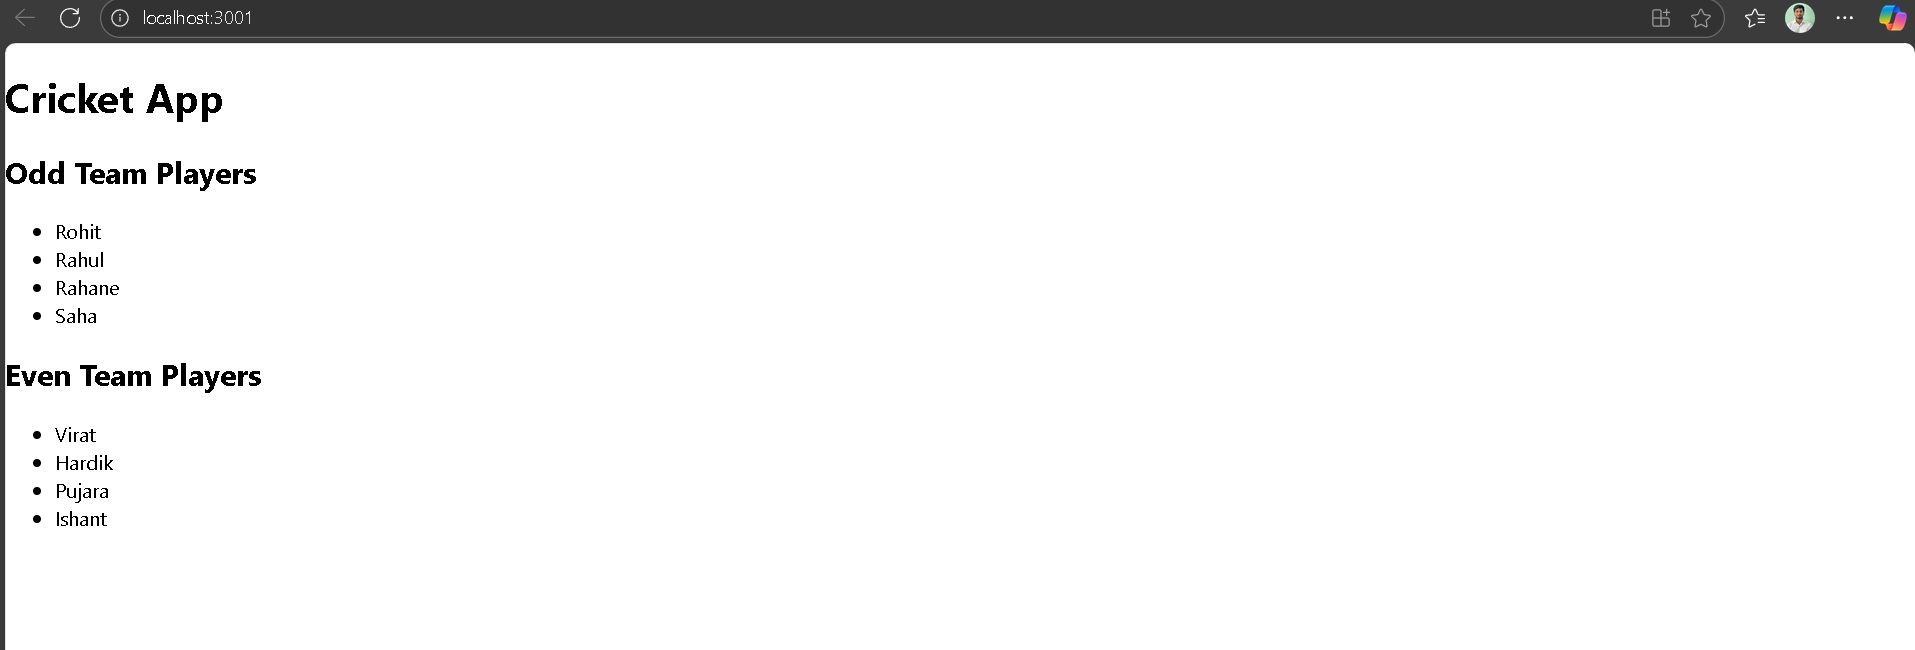 localhost:3001
Cricket App
Odd Team Players
Rohit
Rahul
Rahane
Saha
Even Team Players
Virat
Hardik
Pujara
Ishant